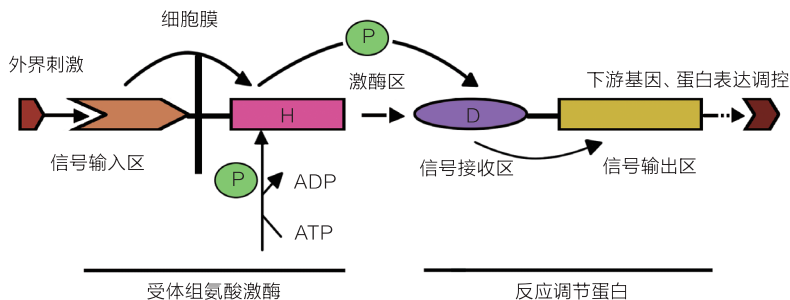 细胞膜
外界刺激
P
激酶区
下游基因、蛋白表达调控
H
D
信号输入区
信号接收区
信号输出区
P
ADP
ATP
受体组氨酸激酶
反应调节蛋白